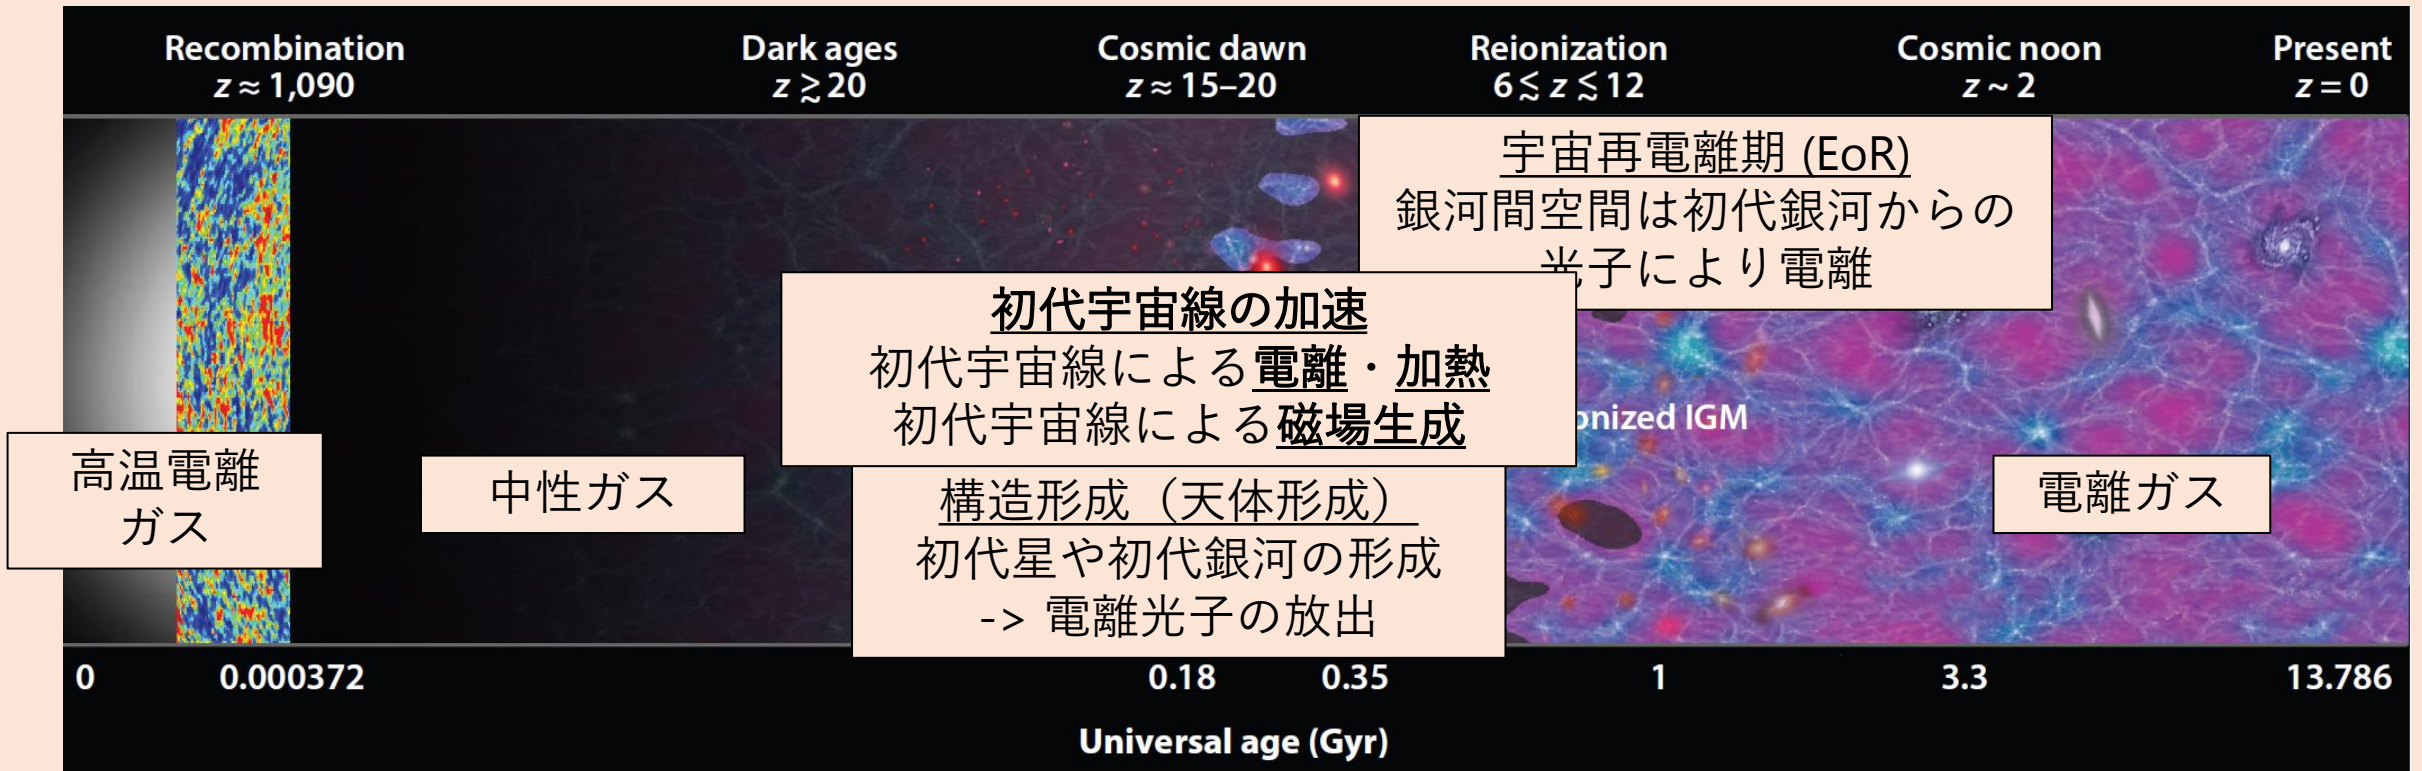 Recombination
z ≈ 1,090
Dark ages
z ≳ 20
Cosmic dawn
z ≈ 15–20
Reionization
6 ≲ z ≲ 12
Cosmic noon
z ~ 2
Present
z = 0
宇宙再電離期 (EoR)
銀河間空間は初代銀河からの
光子により電離
初代宇宙線の加速
初代宇宙線による電離・加熱
初代宇宙線による磁場生成
onized IGM
高温電離
ガス
中性ガス
構造形成（天体形成）
初代星や初代銀河の形成
-> 電離光子の放出
電離ガス
0
0.000372
0.18
0.35
1
3.3
13.786
Universal age (Gyr)